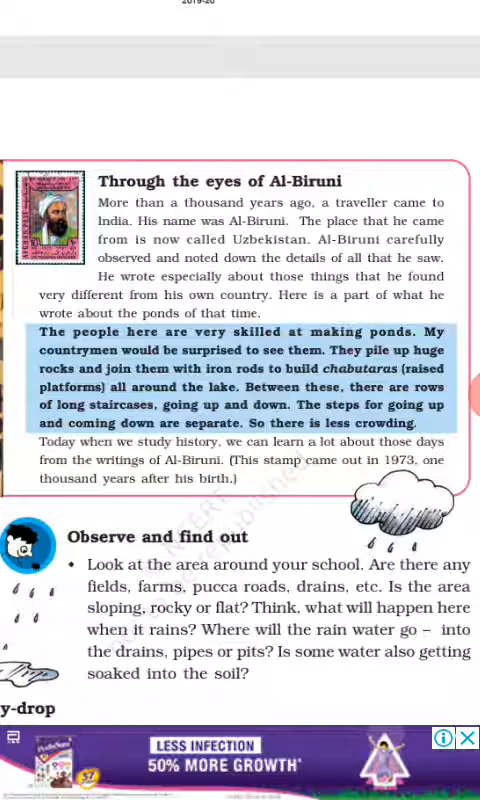 2019-20
Through the eyes of Al-Biruni
More than a thousand years ago, a traveller came to
India. His name was Al-Biruni. The place that he came
from is now called Uzbekistan. Al-Biruni carefully
observed and noted down the details of all that he saw.
He wrote especially about those things that he found
very different from his own country. Here is a part of what he
wrote about the ponds of that time.
The people here are very skilled at making ponds. My
countrymen would be surprised to see them. They pile up huge
rocks and join them with iron rods to build chabutaras (raised
platforms) all around the lake. Between these, there are rows
of long staircases, going up and down. The steps for going up
and coming down are separate. So there is less crowding.
Today when we study history, we can learn a lot about those days
from the writings of Al-Biruni. (This stamp came out in 1973, one
thousand years after his birth.)
Observe and find out
• Look at the area around your school. Are there any
fields, farms, pucca roads, drains, etc. Is the area
sloping, rocky or flat? Think, what will happen here
when it rains? Where will the rain water go – into
the drains, pipes or pits? Is some water also getting
soaked into the soil?
y-drop
LESS INFECTION
50% MORE GROWTH*